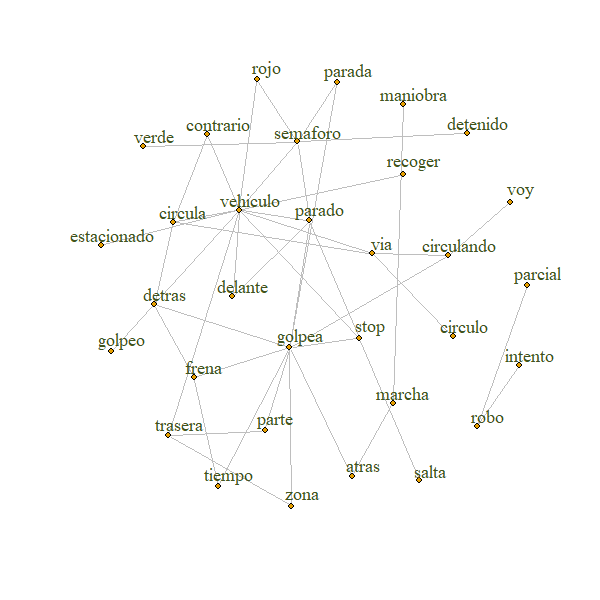 rojo
parada
maniobra
contrario
verde
semaforo
detenido
recoger
voy
vehiculo
circula
parado
estacionado
via
circulando
parcial
detras
delante
golpeo
golpea
stop
circulo
intento
frena
marcha
robo
trasera
parte
tiempo
atras
salta
zona